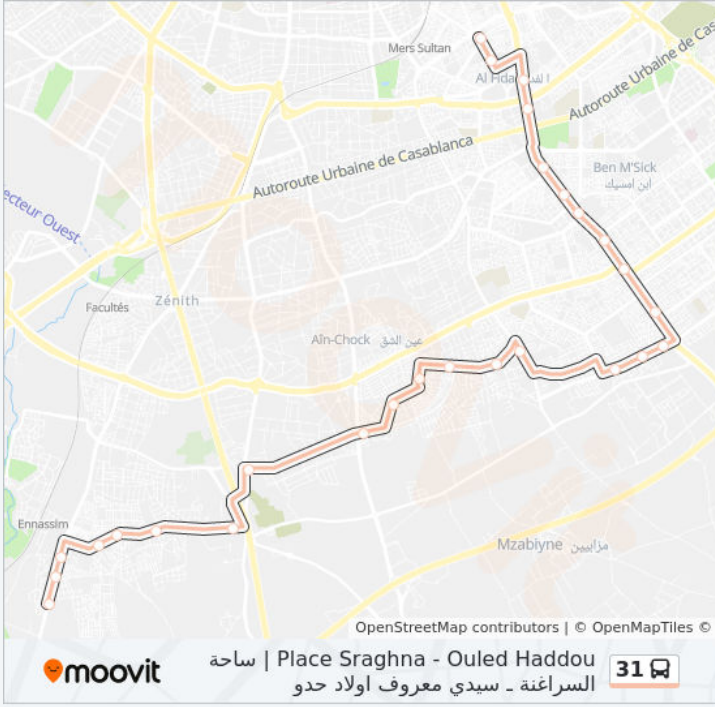 Mers Sultan
Al Fida الفدا
Autoroute Urbaine de Cas
Autoroute Urbaine de Casablanca
Ben M'Sick
ابن امسيك
ecteur Ouest
Zénith
Facultés
Aïn-Chock عين الشق
Ennassim
Mzabiyne مزابيين
OpenStreetMap contributors | © OpenMapTiles ©
moovit
31
Place Sraghna - Ouled Haddou | ساحة
السراغنة ـ سيدي معروف اولاد حدو